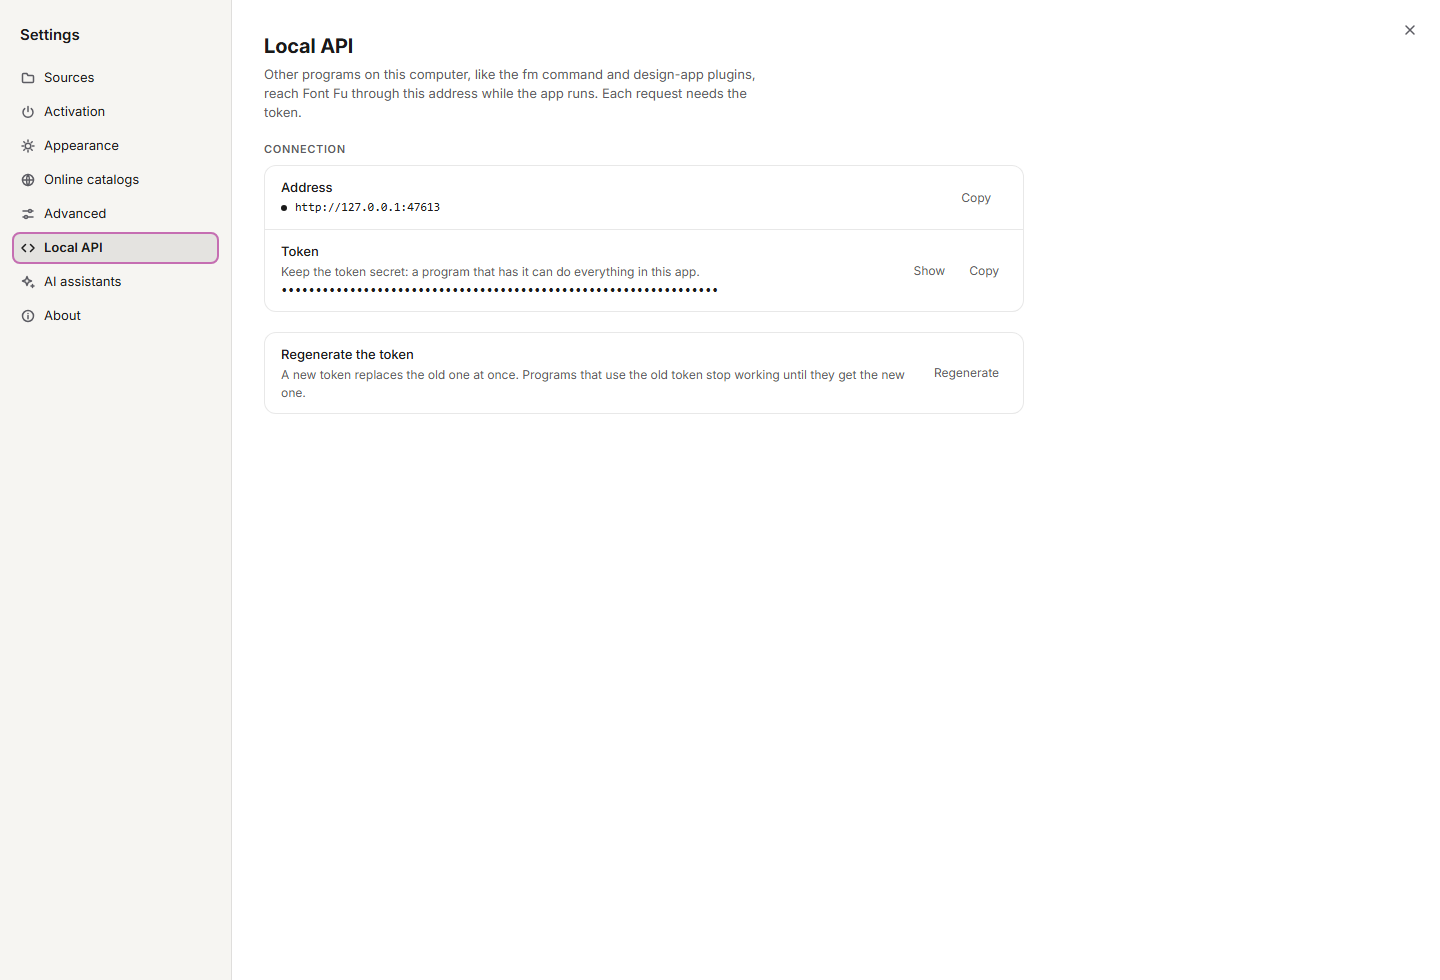 Settings
Sources
Activation
Appearance
Online catalogs
Advanced
Local API
AI assistants
About
Local API
Other programs on this computer, like the fm command and design-app plugins,
reach Font Fu through this address while the app runs. Each request needs the
token.
CONNECTION
Address
http://127.0.0.1:47613
Copy
Token
Keep the token secret: a program that has it can do everything in this app.
Show
Copy
Regenerate the token
A new token replaces the old one at once. Programs that use the old token stop working until they get the new
one.
Regenerate